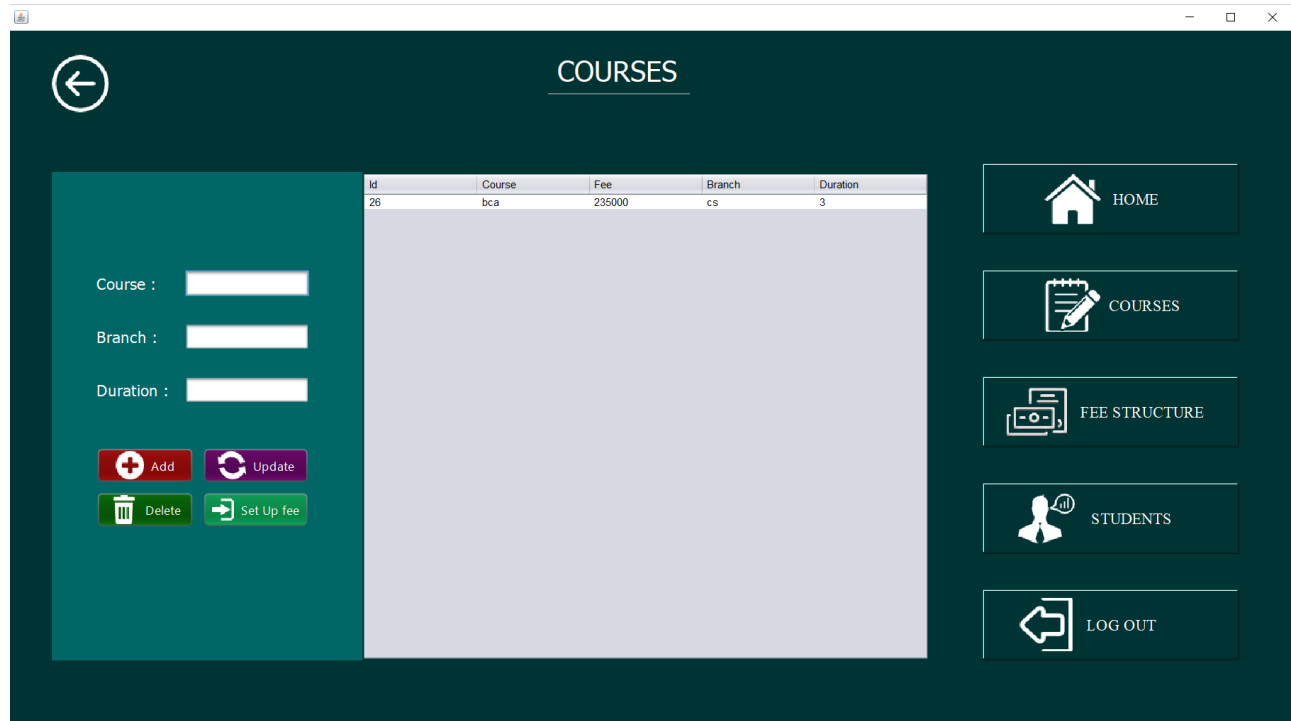 COURSES
Id Course Fee Branch Duration
26 bca 235000 cs 3
Course :
Branch :
Duration :
Add Update
Delete Set Up fee
HOME
COURSES
FEE STRUCTURE
STUDENTS
LOG OUT